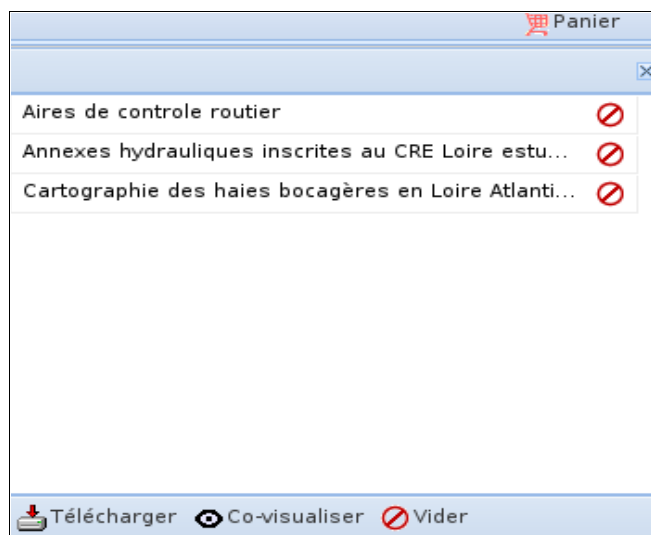 Panier
Aires de controle routier
Annexes hydrauliques inscrites au CRE Loire estu...
Cartographie des haies bocagères en Loire Atlanti...
Télécharger Co-visualiser Vider